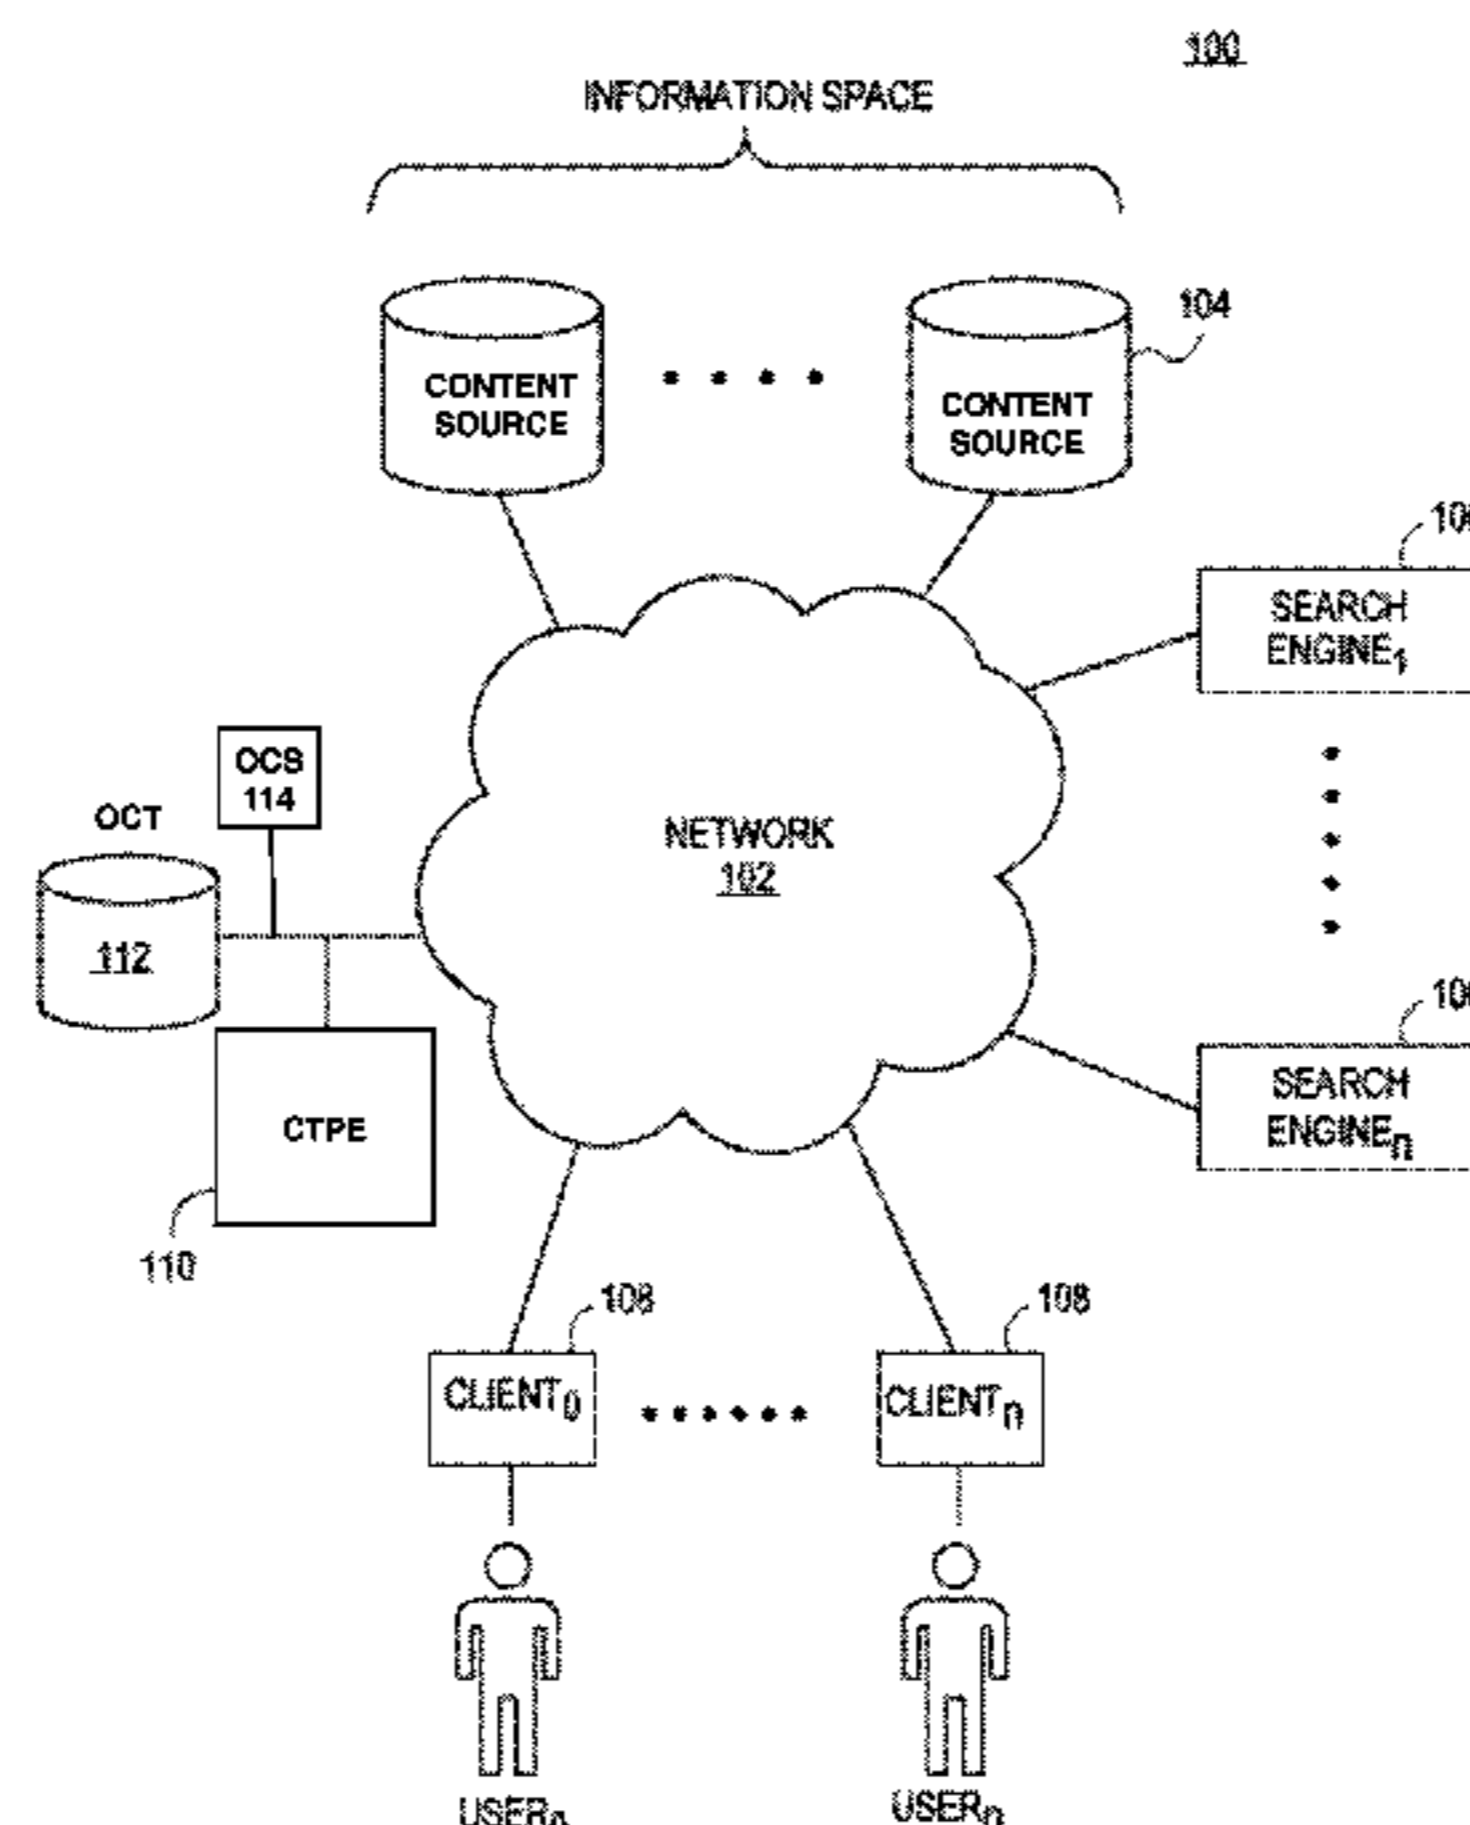 100
INFORMATION SPACE
CONTENT
SOURCE
104
CONTENT
SOURCE
SEARCH
ENGINE1
OCS
114
OCT
NETWORK
102
112
SEARCH
ENGINEn
CTPE
110
108
108
CLIENT0
CLIENTn
USERn